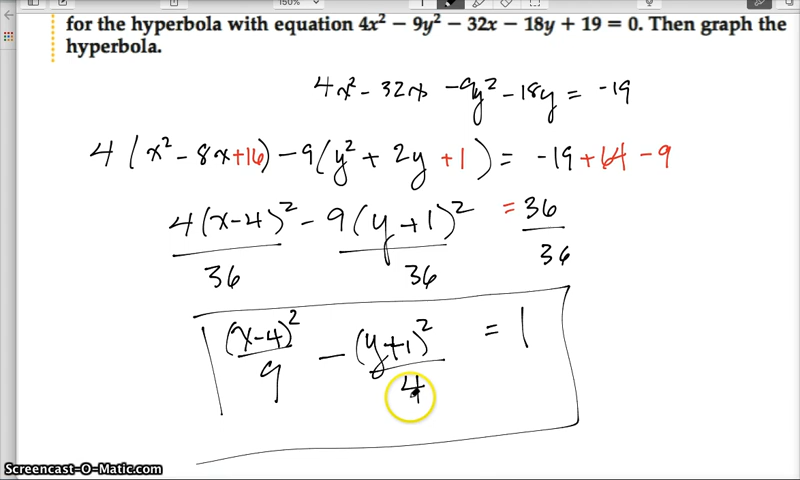 150%
for the hyperbola with equation 4x² − 9y² − 32x − 18y + 19 = 0. Then graph the
hyperbola.
4x² - 32x - 9y² - 18y = -19
4 (x² - 8x + 16) - 9(y² + 2y + 1) = -19 + 64 - 9
4(x-4)²/36 - 9(y+1)²/36 = 36/36
(x-4)²/9 - (y+1)²/4 = 1
Screencast-O-Matic.com